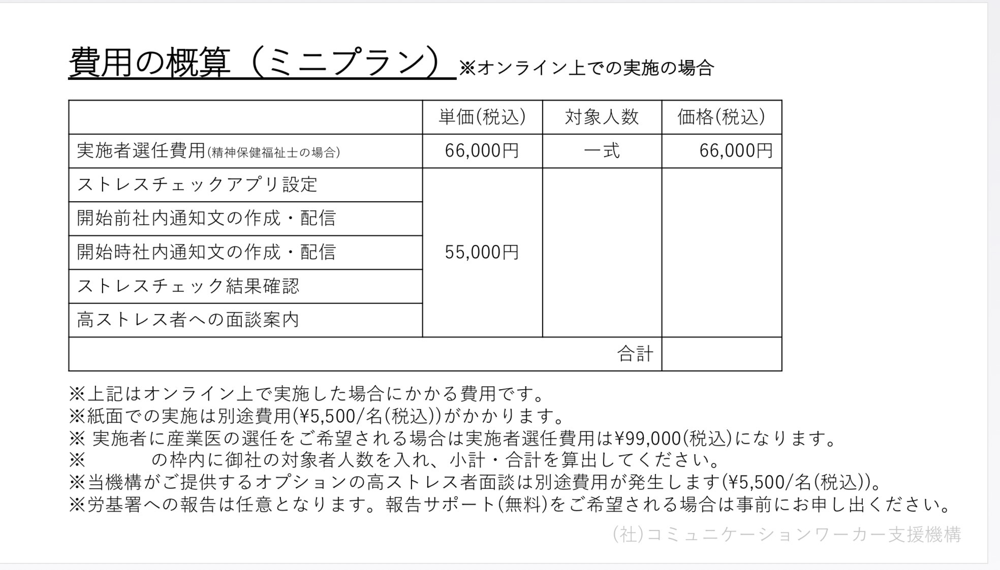 費用の概算（ミニプラン）※オンライン上での実施の場合
単価(税込) 対象人数 価格(税込)
実施者選任費用(精神保健福祉士の場合) 66,000円 一式 66,000円
ストレスチェックアプリ設定
開始前社内通知文の作成・配信
開始時社内通知文の作成・配信 55,000円
ストレスチェック結果確認
高ストレス者への面談案内
合計
※上記はオンライン上で実施した場合にかかる費用です。
※紙面での実施は別途費用(¥5,500/名(税込))がかかります。
※ 実施者に産業医の選任をご希望される場合は実施者選任費用は¥99,000(税込)になります。
※ の枠内に御社の対象者人数を入れ、小計・合計を算出してください。
※当機構がご提供するオプションの高ストレス者面談は別途費用が発生します(¥5,500/名(税込))。
※労基署への報告は任意となります。報告サポート(無料)をご希望される場合は事前にお申し出ください。
(社)コミュニケーションワーカー支援機構